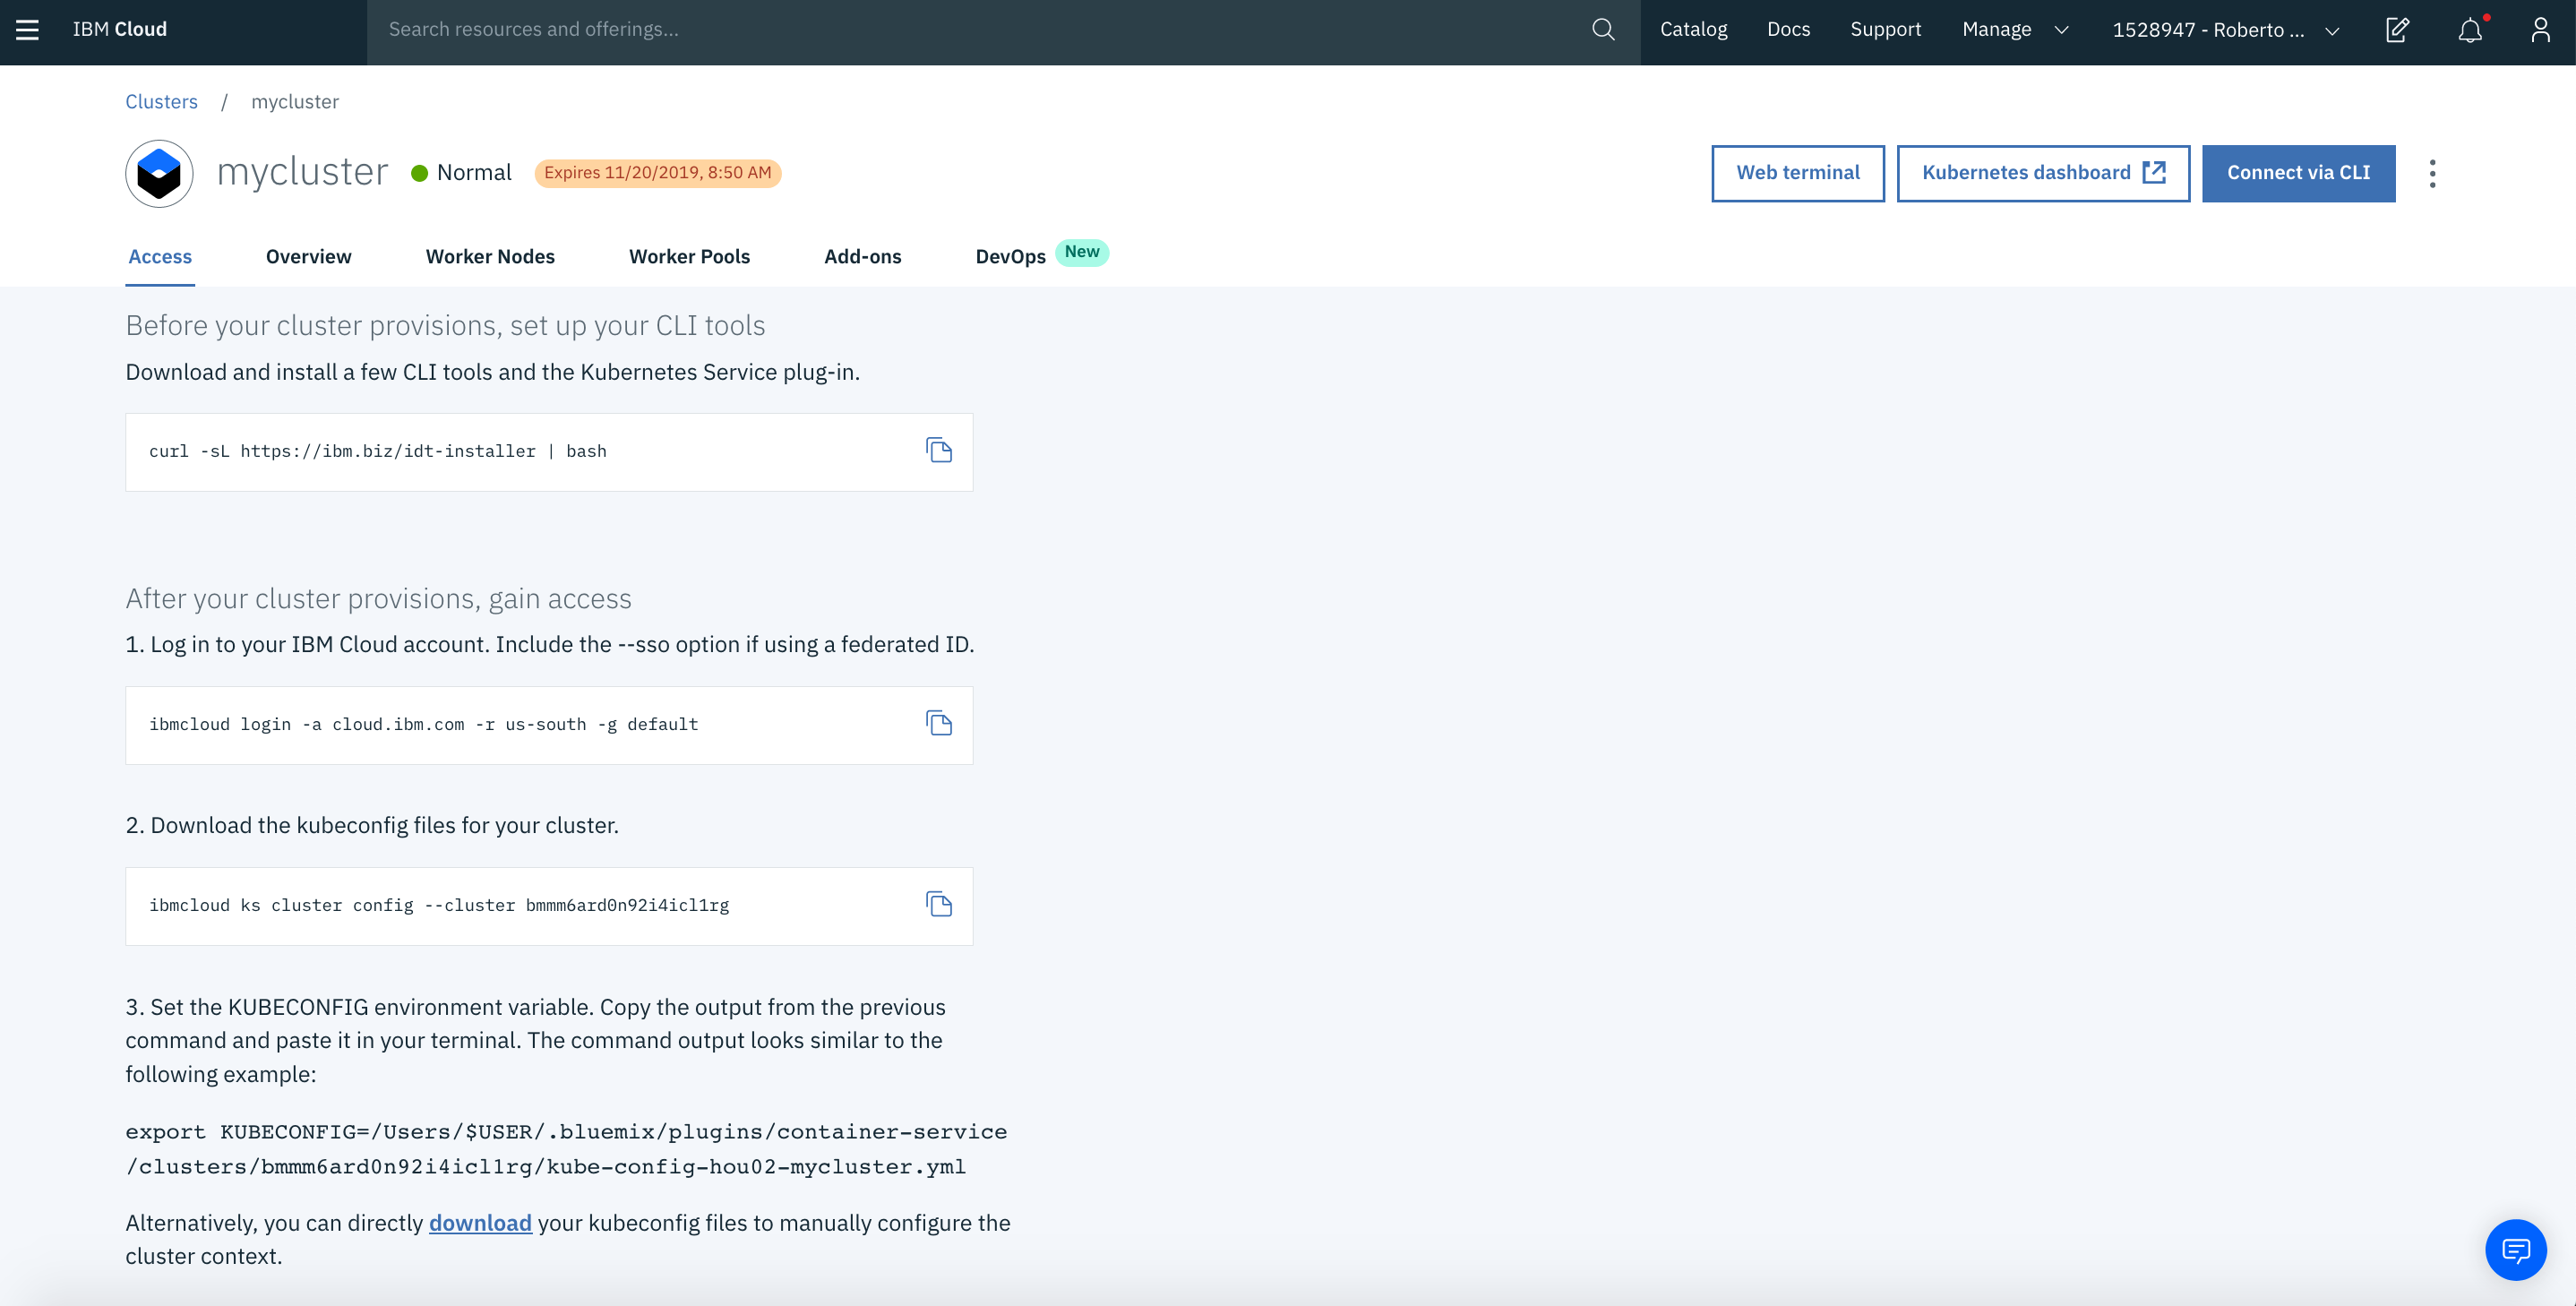 IBM Cloud
Search resources and offerings...
Catalog
Docs
Support
Manage
1528947 - Roberto ...
Clusters / mycluster
mycluster
Normal
Expires 11/20/2019, 8:50 AM
Web terminal
Kubernetes dashboard
Connect via CLI
Access
Overview
Worker Nodes
Worker Pools
Add-ons
DevOps
New
Before your cluster provisions, set up your CLI tools
Download and install a few CLI tools and the Kubernetes Service plug-in.
curl -sL https://ibm.biz/idt-installer | bash
After your cluster provisions, gain access
1. Log in to your IBM Cloud account. Include the --sso option if using a federated ID.
ibmcloud login -a cloud.ibm.com -r us-south -g default
2. Download the kubeconfig files for your cluster.
ibmcloud ks cluster config --cluster bmmm6ard0n92i4icl1rg
3. Set the KUBECONFIG environment variable. Copy the output from the previous
command and paste it in your terminal. The command output looks similar to the
following example:
export KUBECONFIG=/Users/$USER/.bluemix/plugins/container-service
/clusters/bmmm6ard0n92i4icl1rg/kube-config-hou02-mycluster.yml
Alternatively, you can directly download your kubeconfig files to manually configure the
cluster context.